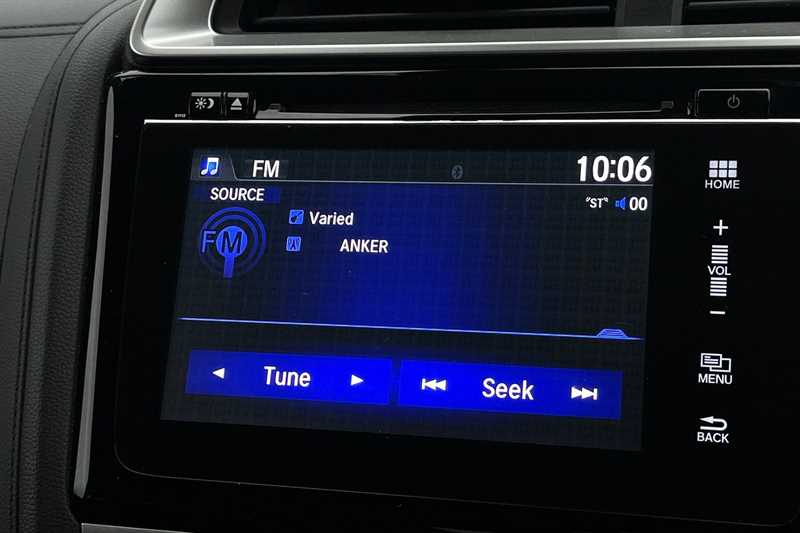 FM 10:06
SOURCE
"ST" 00
FM
Varied
ANKER
Tune
Seek
HOME
+
VOL
−
MENU
BACK